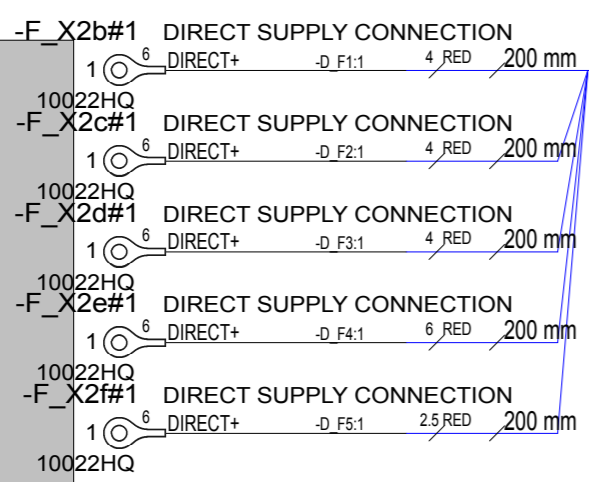 -F_X2b#1 DIRECT SUPPLY CONNECTION
1 6 DIRECT+ -D_F1:1 4 RED 200 mm
10022HQ
-F_X2c#1 DIRECT SUPPLY CONNECTION
1 6 DIRECT+ -D_F2:1 4 RED 200 mm
10022HQ
-F_X2d#1 DIRECT SUPPLY CONNECTION
1 6 DIRECT+ -D_F3:1 4 RED 200 mm
10022HQ
-F_X2e#1 DIRECT SUPPLY CONNECTION
1 6 DIRECT+ -D_F4:1 6 RED 200 mm
10022HQ
-F_X2f#1 DIRECT SUPPLY CONNECTION
1 6 DIRECT+ -D_F5:1 2.5 RED 200 mm
10022HQ